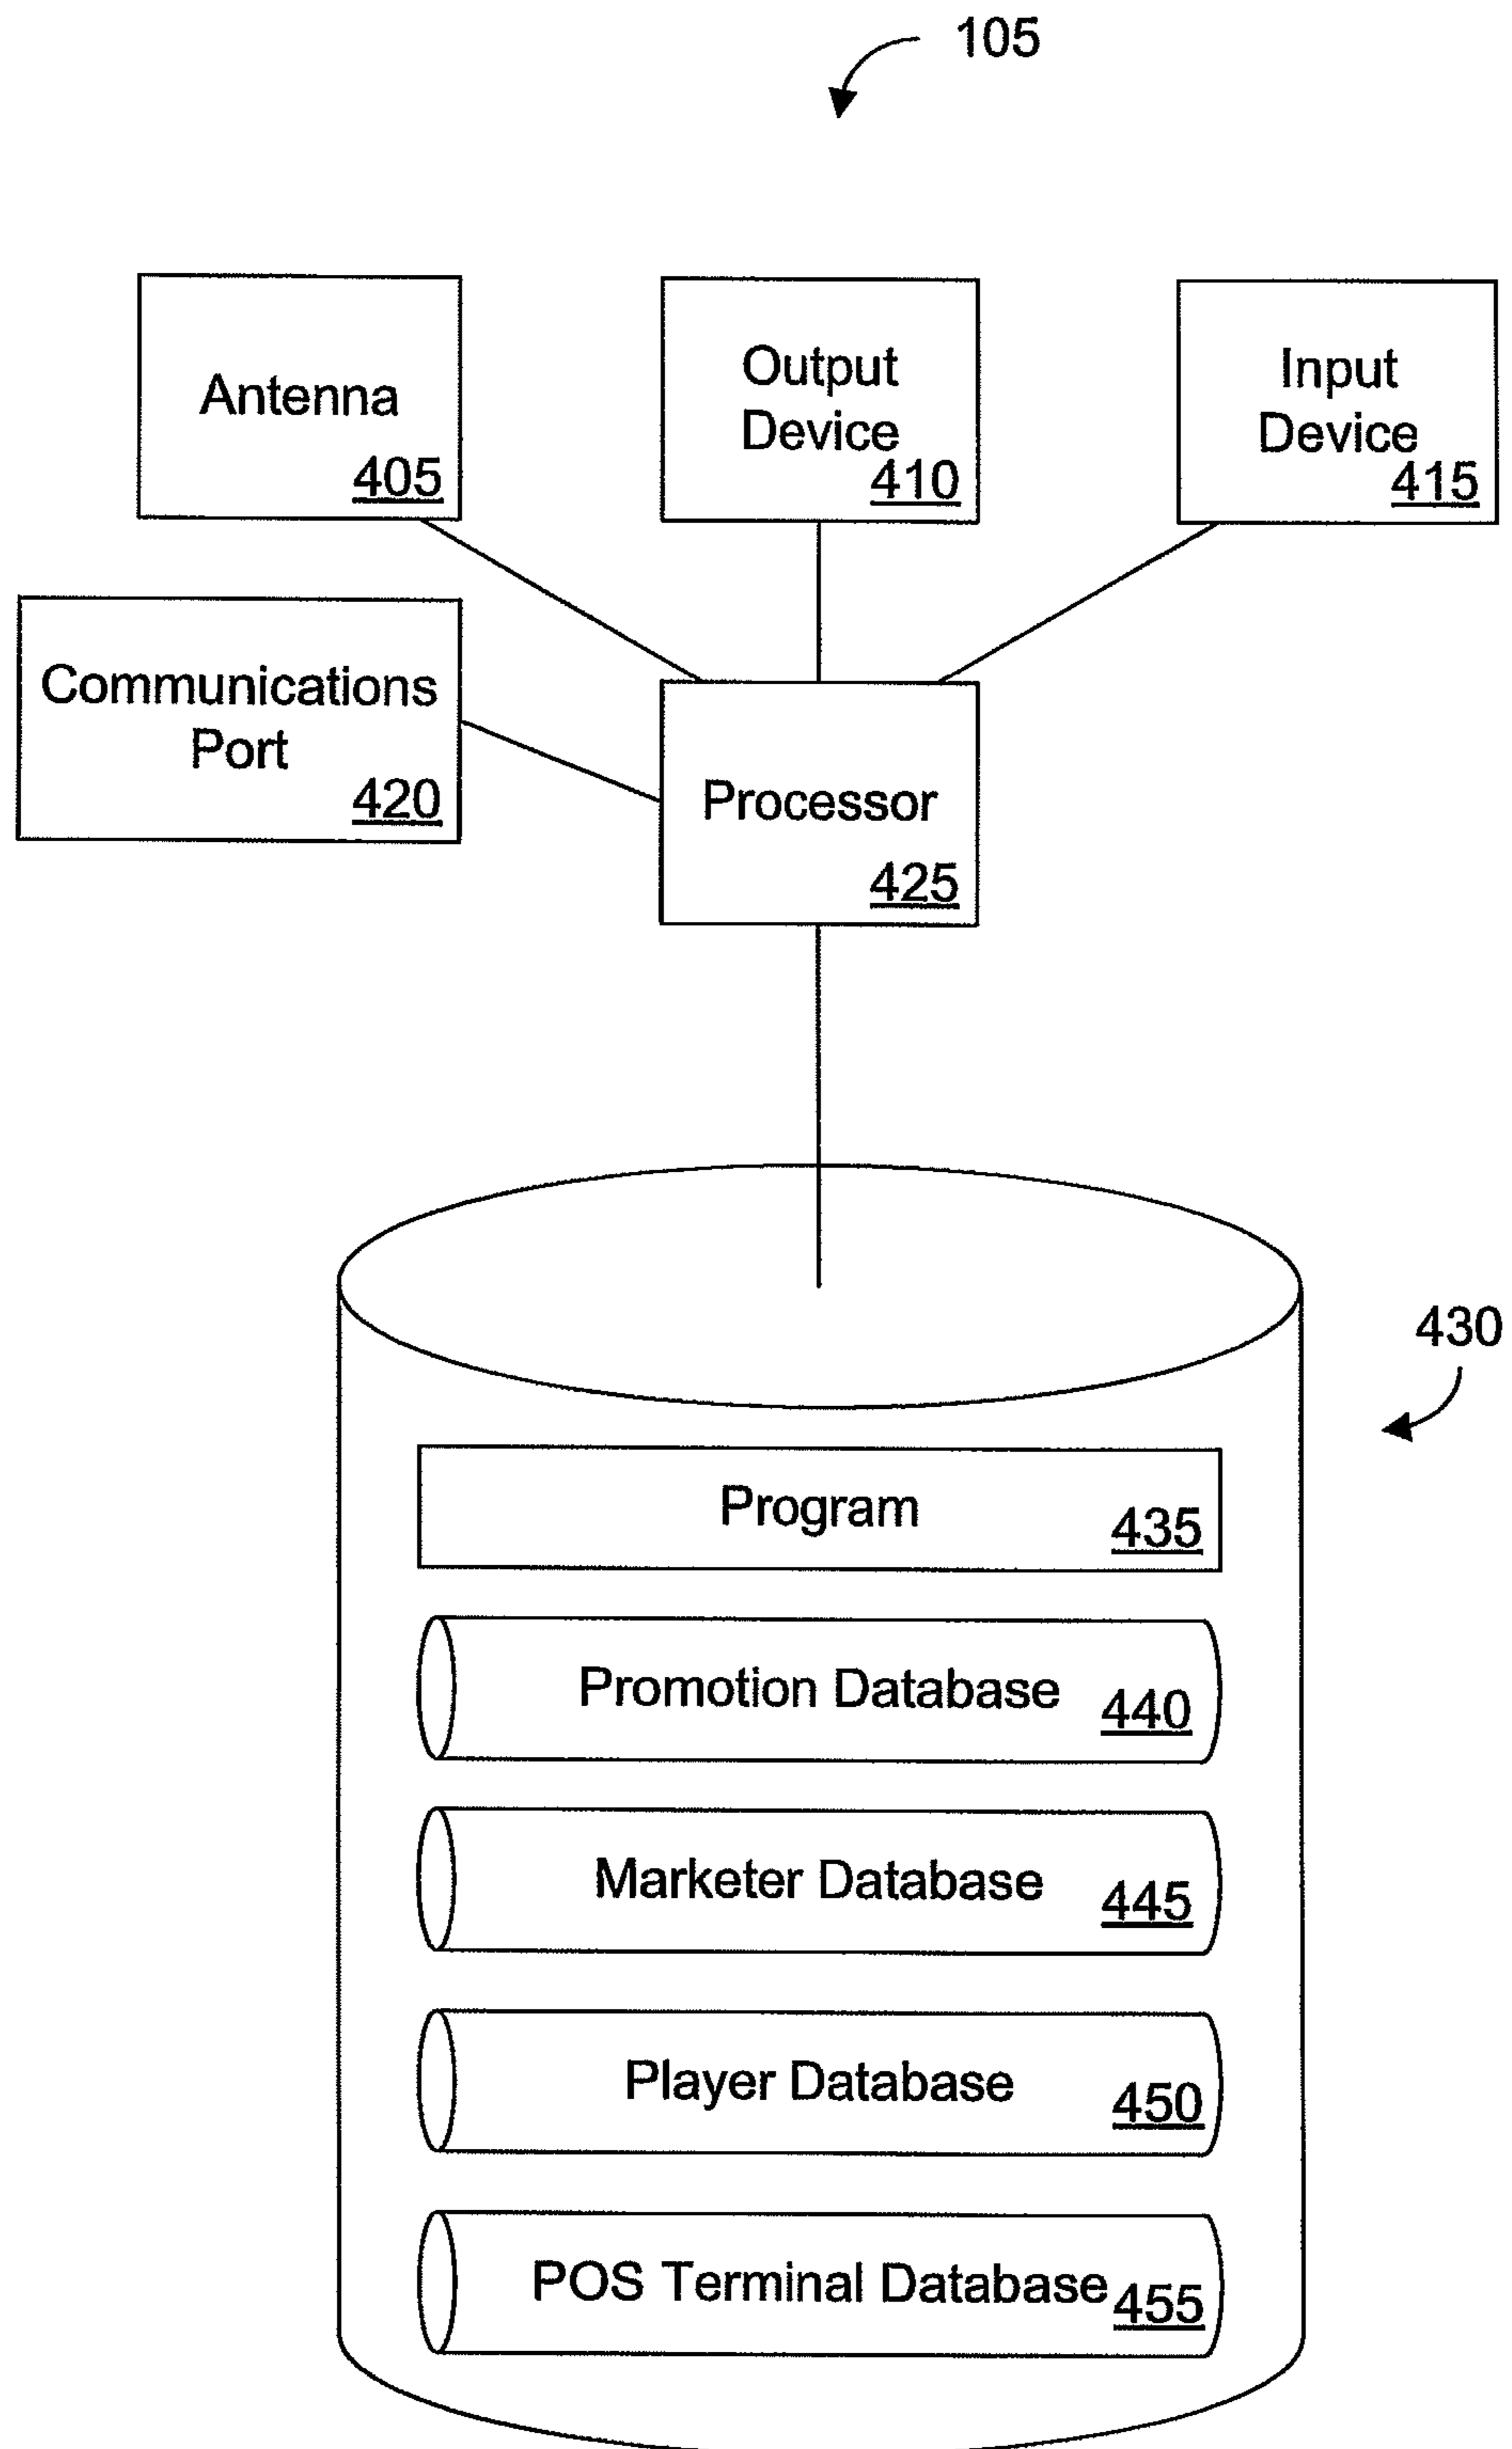 105
Antenna
405
Output
Device
410
Input
Device
415
Communications
Port
420
Processor
425
430
Program
435
Promotion Database
440
Marketer Database
445
Player Database
450
POS Terminal Database
455